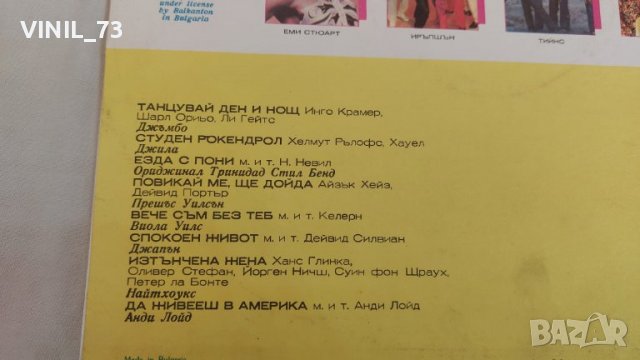 VINIL_73
under license
by Balkanton
in Bulgaria
ЕМИ СТЮАРТ
ИРЪПШЪН
ТИЙНС
ТАНЦУВАЙ ДЕН И НОЩ Инго Крамер,
Шарл Орийо, Ли Гейтс
Джъмбо
СТУДЕН РОКЕНДРОЛ Хелмут Рълофс, Хауел
Джила
ЕЗДА С ПОНИ м. и т. Н. Невил
Ориджинал Тринидад Стил Бенд
ПОВИКАЙ МЕ, ЩЕ ДОЙДА Айзък Хейз,
Дейвид Портър
Прешъс Уилсън
ВЕЧЕ СЪМ БЕЗ ТЕБ м. и т. Келерн
Виола Уилс
СПОКОЕН ЖИВОТ м. и т. Дейвид Силвиан
Джапън
ИЗТЪНЧЕНА ЖЕНА Ханс Глинка,
Оливер Стефан, Йорген Ничш, Суин фон Щраух,
Петер ла Бонте
Найтхоукс
ДА ЖИВЕЕШ В АМЕРИКА м. и т. Анди Лойд
Анди Лойд
Made in Bulgaria
БАЗАР